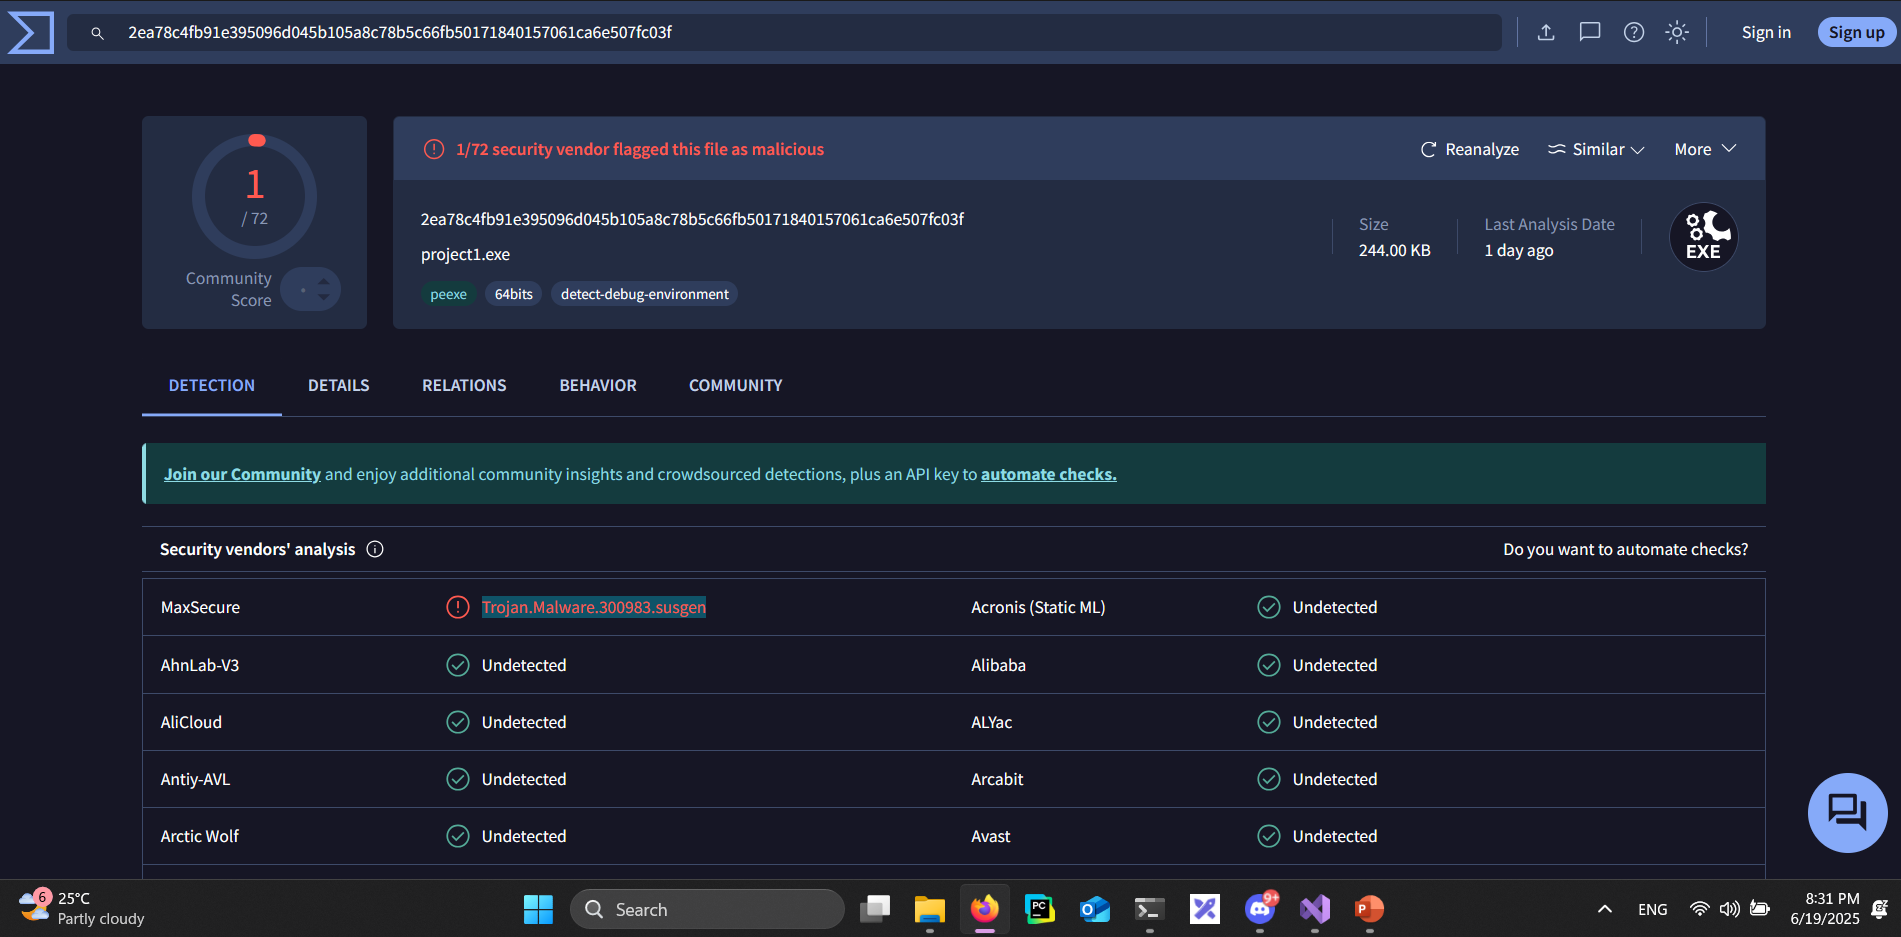 2ea78c4fb91e395096d045b105a8c78b5c66fb50171840157061ca6e507fc03f
Sign in
Sign up
1
/ 72
Community
Score
1/72 security vendor flagged this file as malicious
Reanalyze
Similar
More
2ea78c4fb91e395096d045b105a8c78b5c66fb50171840157061ca6e507fc03f
project1.exe
peexe
64bits
detect-debug-environment
Size
244.00 KB
Last Analysis Date
1 day ago
EXE
DETECTION
DETAILS
RELATIONS
BEHAVIOR
COMMUNITY
Join our Community and enjoy additional community insights and crowdsourced detections, plus an API key to automate checks.
Security vendors' analysis
Do you want to automate checks?
MaxSecure
Trojan.Malware.300983.susgen
Acronis (Static ML)
Undetected
AhnLab-V3
Undetected
Alibaba
Undetected
AliCloud
Undetected
ALYac
Undetected
Antiy-AVL
Undetected
Arcabit
Undetected
Arctic Wolf
Undetected
Avast
Undetected
6
25°C
Partly cloudy
Search
PC
O
9+
P
ENG
8:31 PM
6/19/2025